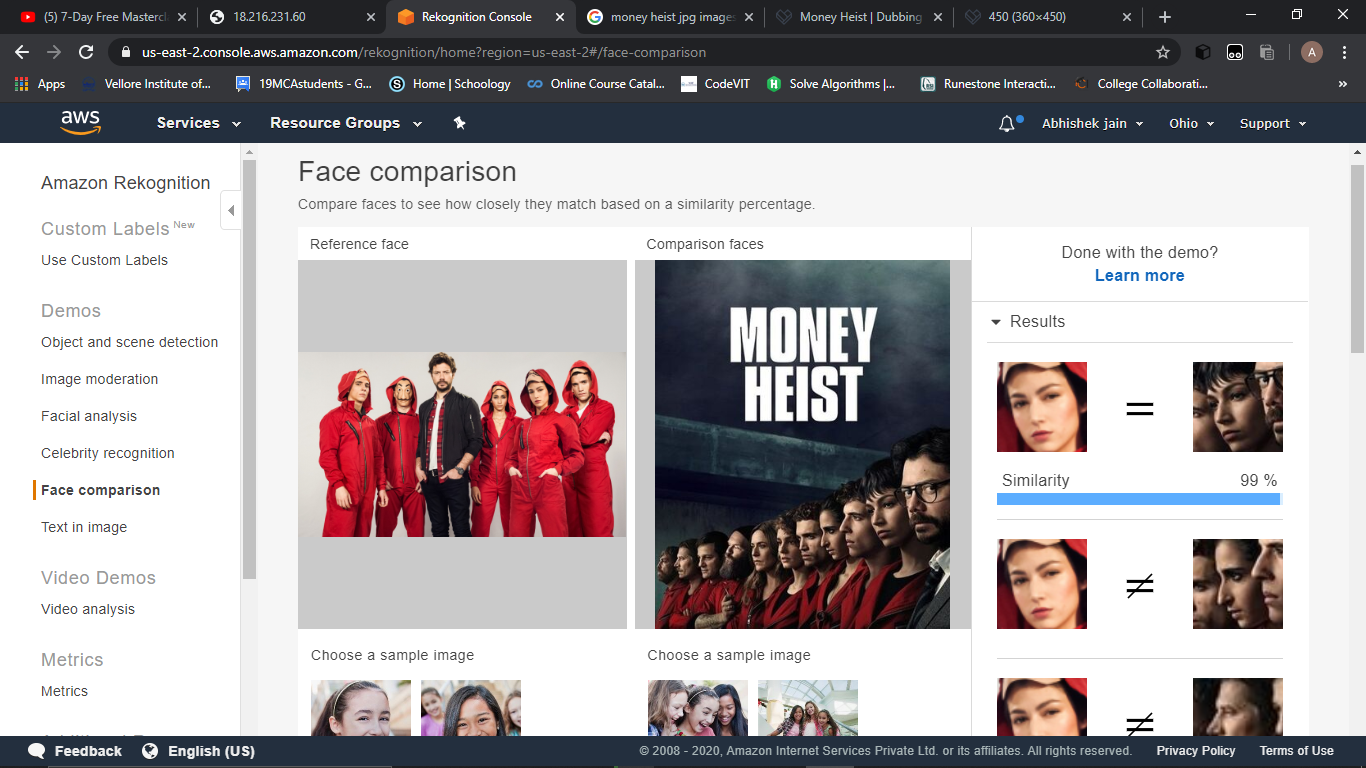 (5) 7-Day Free Mastercl
18.216.231.60
Rekognition Console
money heist jpg images
Money Heist | Dubbing
450 (360×450)
us-east-2.console.aws.amazon.com/rekognition/home?region=us-east-2#/face-comparison
A
Apps
Vellore Institute of...
19MCAstudents - G...
Home | Schoology
Online Course Catal...
CodeVIT
Solve Algorithms |...
Runestone Interacti...
College Collaborati...
»
aws
Services
Resource Groups
Abhishek jain
Ohio
Support
Amazon Rekognition
Custom Labels New
Use Custom Labels
Demos
Object and scene detection
Image moderation
Facial analysis
Celebrity recognition
Face comparison
Text in image
Video Demos
Video analysis
Metrics
Metrics
Face comparison
Compare faces to see how closely they match based on a similarity percentage.
Reference face
Comparison faces
MONEY
HEIST
Choose a sample image
Choose a sample image
Done with the demo?
Learn more
Results
=
Similarity 99 %
≠
≠
Feedback
English (US)
© 2008 - 2020, Amazon Internet Services Private Ltd. or its affiliates. All rights reserved.
Privacy Policy
Terms of Use